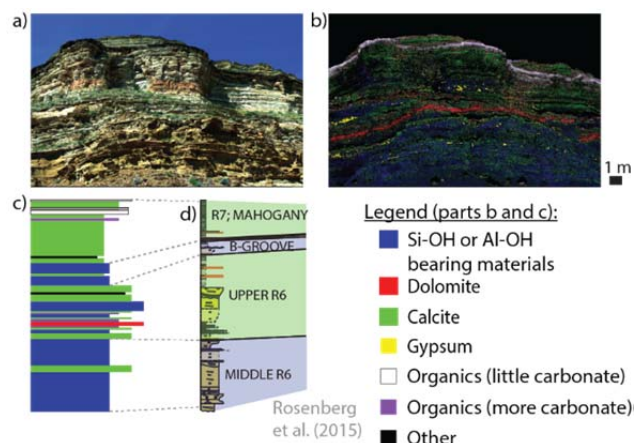 a)
b)
1 m
c)
d)
R7; MAHOGANY
B-GROOVE
UPPER R6
MIDDLE R6
Rosenberg
et al. (2015)
Legend (parts b and c):
Si-OH or Al-OH
bearing materials
Dolomite
Calcite
Gypsum
Organics (little carbonate)
Organics (more carbonate)
Other